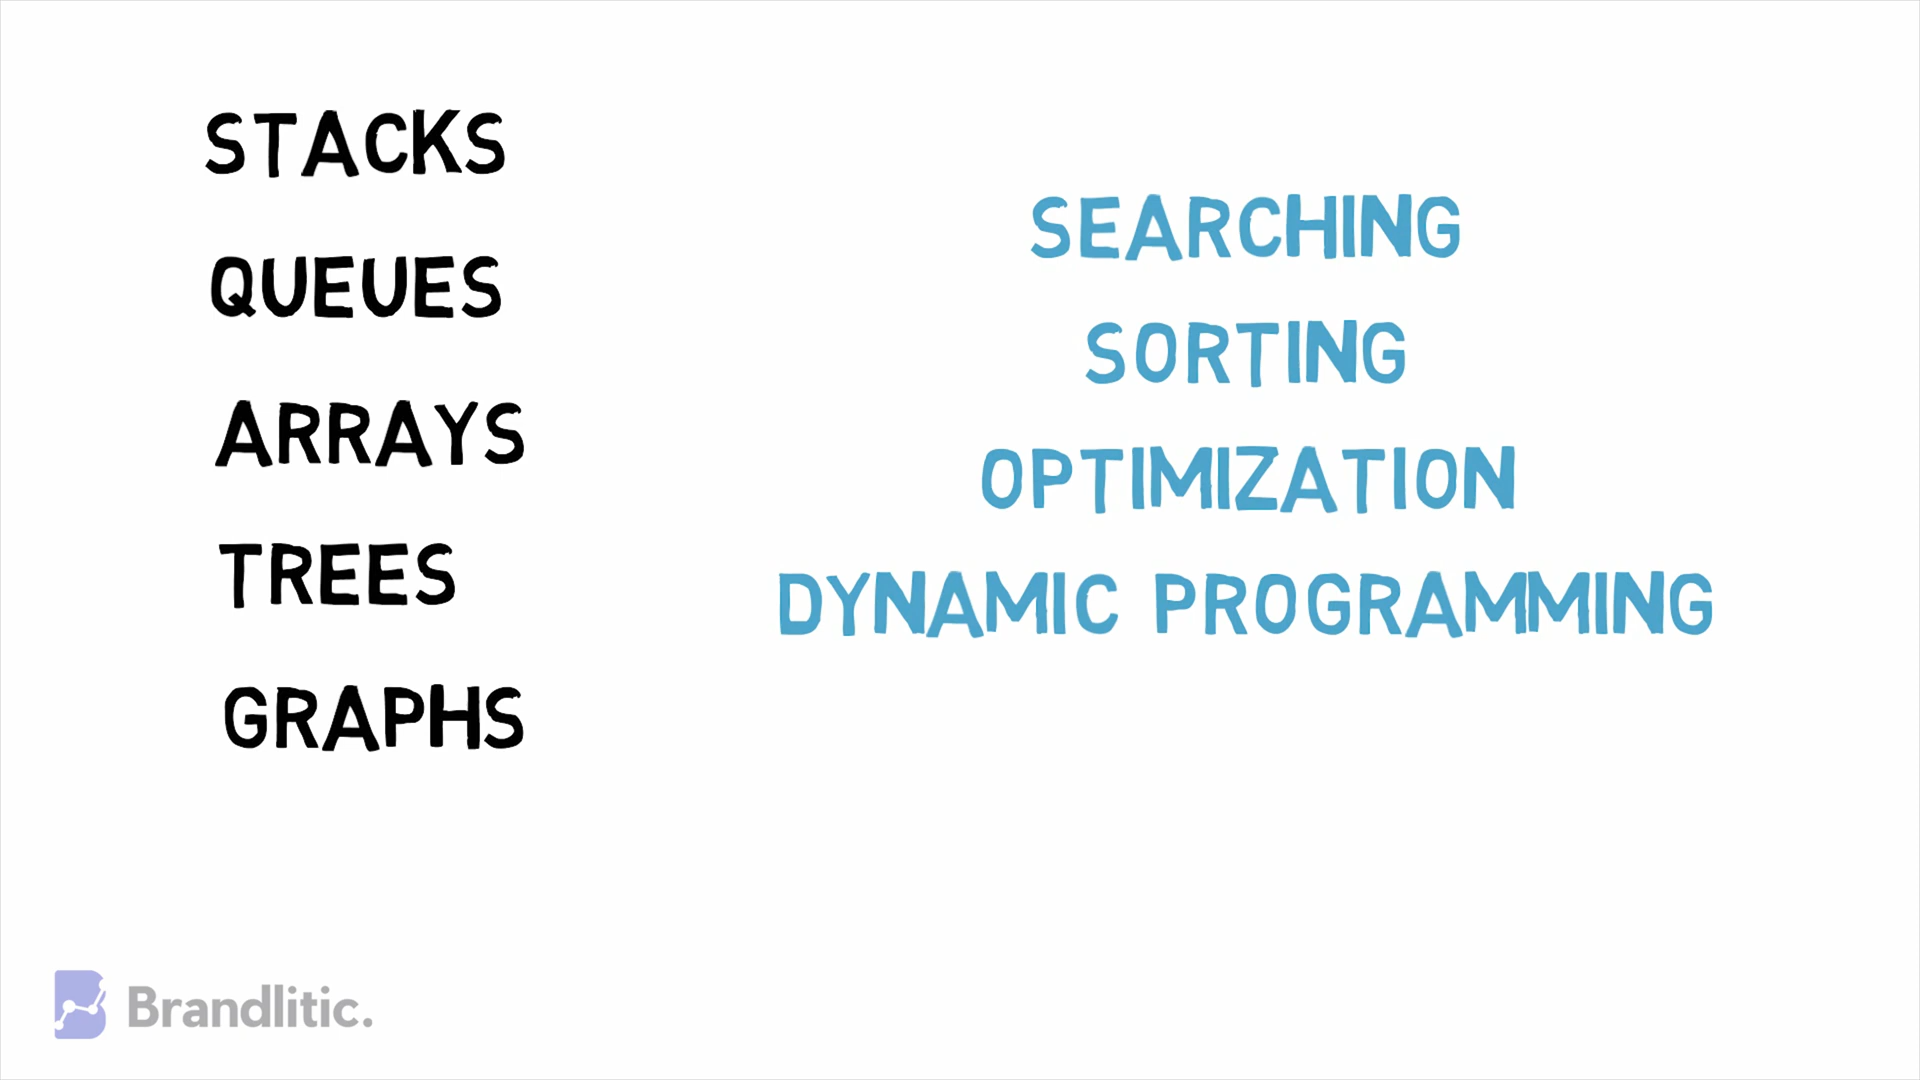 STACKS
QUEUES
ARRAYS
TREES
GRAPHS
SEARCHING
SORTING
OPTIMIZATION
DYNAMIC PROGRAMMING
Brandlitic.